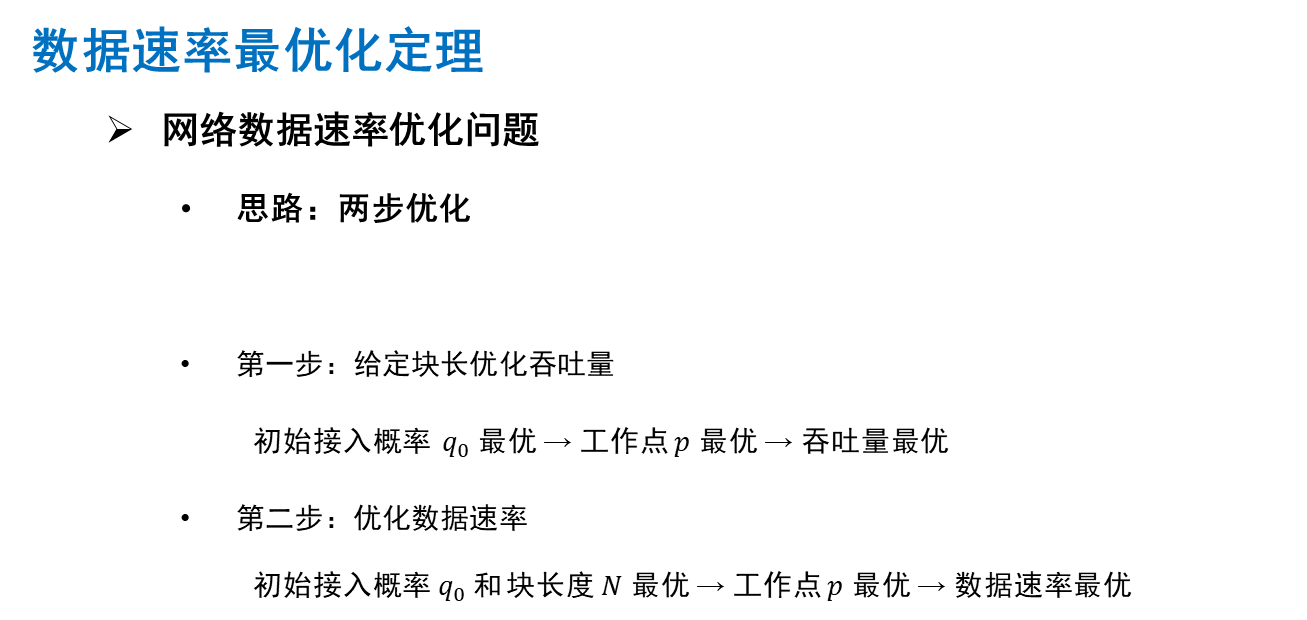 数据速率最优化定理
➢ 网络数据速率优化问题
• 思路：两步优化
• 第一步：给定块长优化吞吐量
初始接入概率 q₀ 最优 → 工作点 p 最优 → 吞吐量最优
• 第二步：优化数据速率
初始接入概率 q₀ 和块长度 N 最优 → 工作点 p 最优 → 数据速率最优